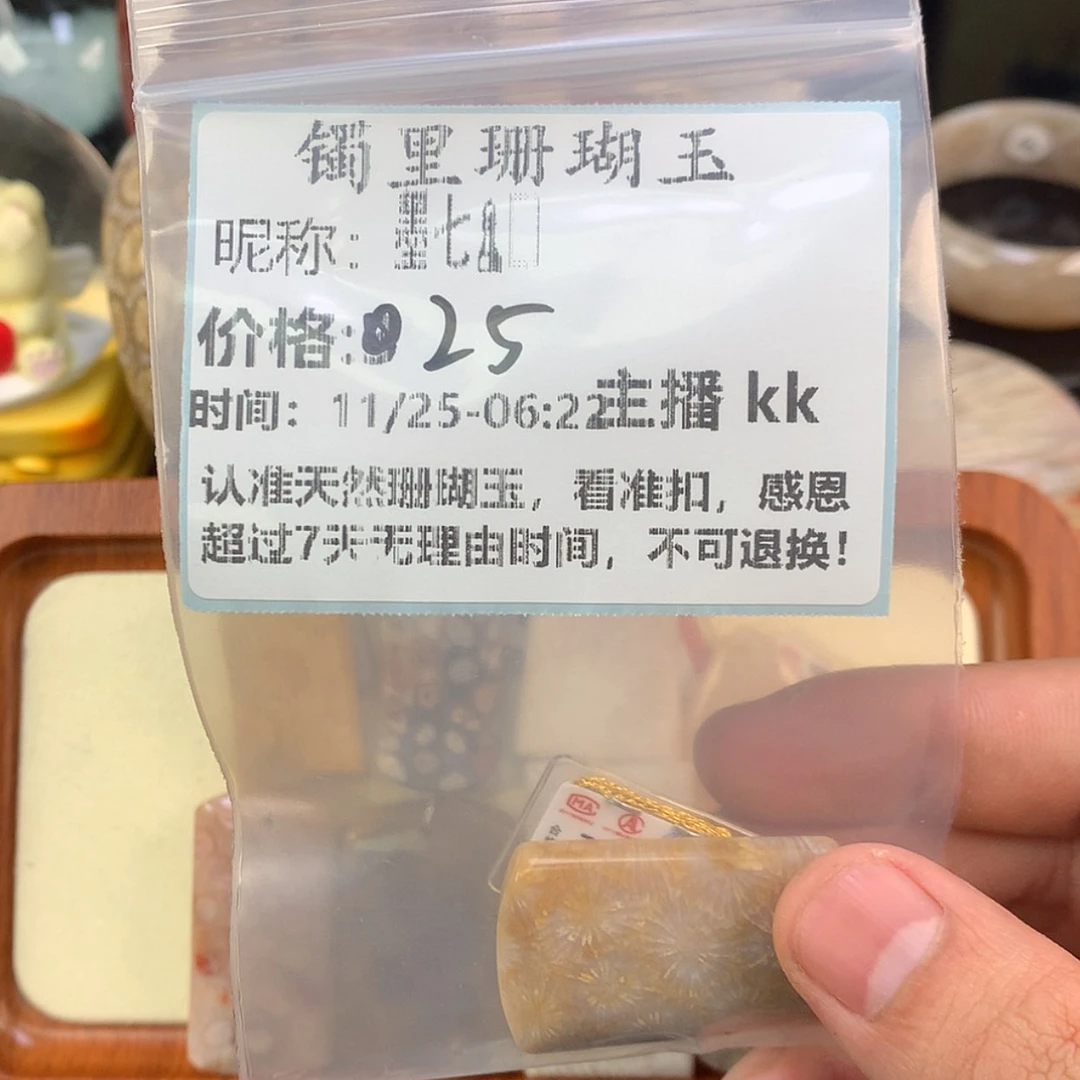 镯里珊瑚玉
昵称：
价格: 25
时间：11/25-06:22主播 kk
认准天然珊瑚玉，看准扣，感恩
超过7天无理由时间，不可退换！
MA